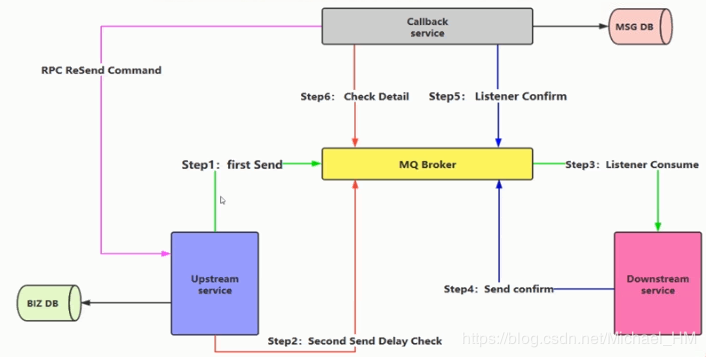 Callback
service
MSG DB
RPC ReSend Command
Step6: Check Detail
Step5: Listener Confirm
Step1: first Send
MQ Broker
Step3: Listener Consume
Upstream
service
Downstream
service
BIZ DB
Step4: Send confirm
Step2: Second Send Delay Check
https://blog.csdn.net/Michael_HM